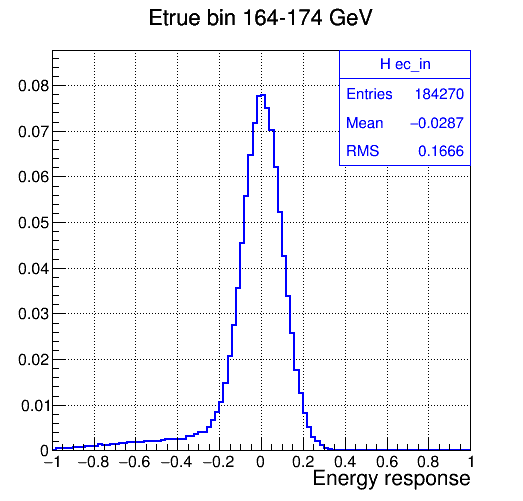 Etrue bin 164-174 GeV
H ec_in
Entries 184270
Mean −0.0287
RMS 0.1666
0.08
0.07
0.06
0.05
0.04
0.03
0.02
0.01
0
−1 −0.8 −0.6 −0.4 −0.2 0 0.2 0.4 0.6 0.8 1
Energy response